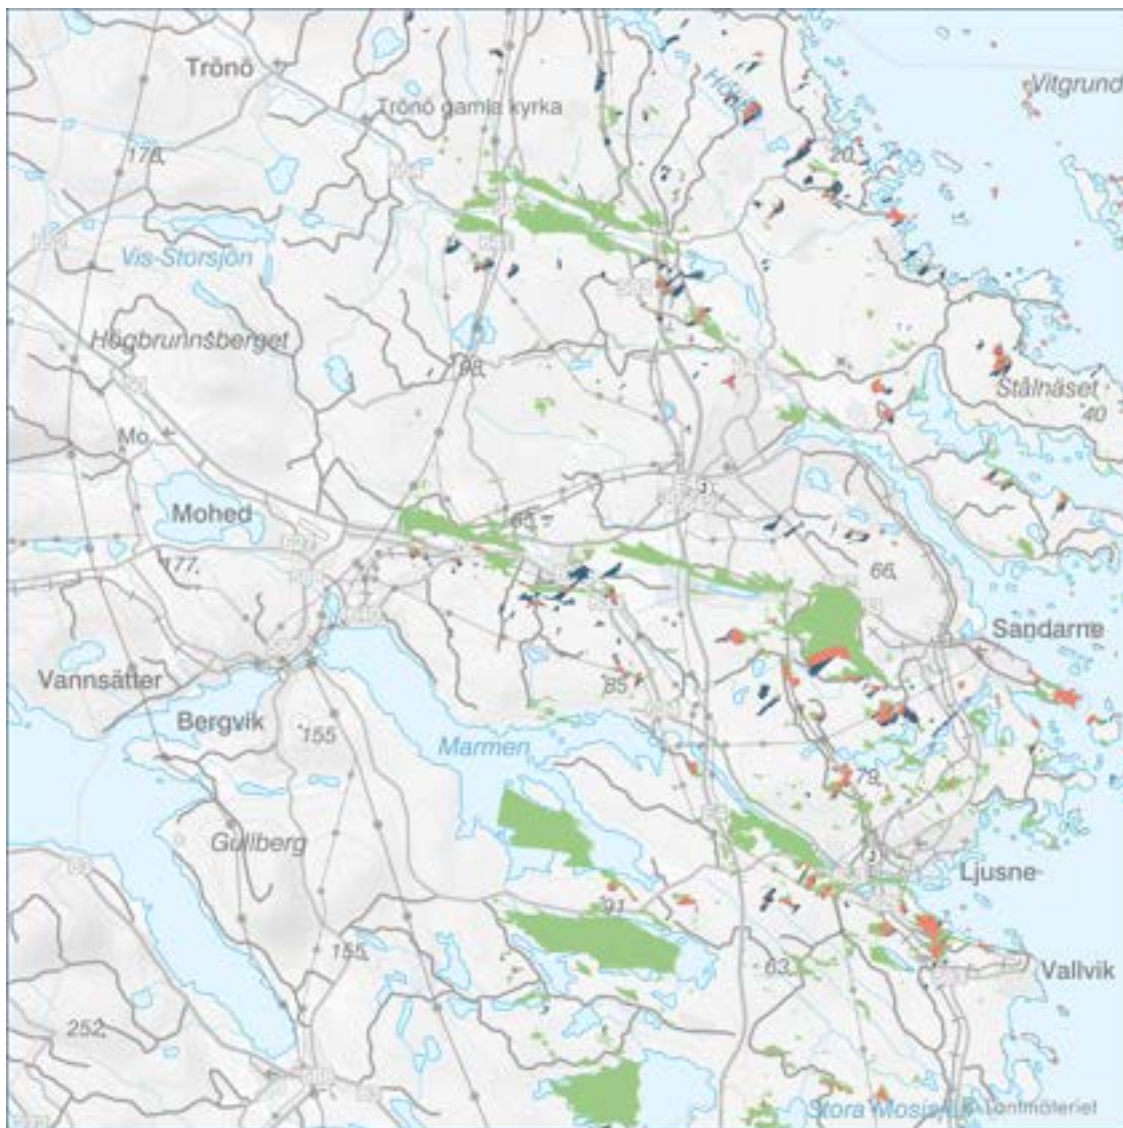 Trönö
Vitgrund
Trönö gamla kyrka
178
20
Vis-Storsjön
Högbrunnsberget
98
Stålnäset
40
Mo
Mohed
65
177
66
Sandarne
Vannsätter
85
Bergvik
155
Marmen
79
Gullberg
Ljusne
91
155
63
Vallvik
252
Lantmäteriet